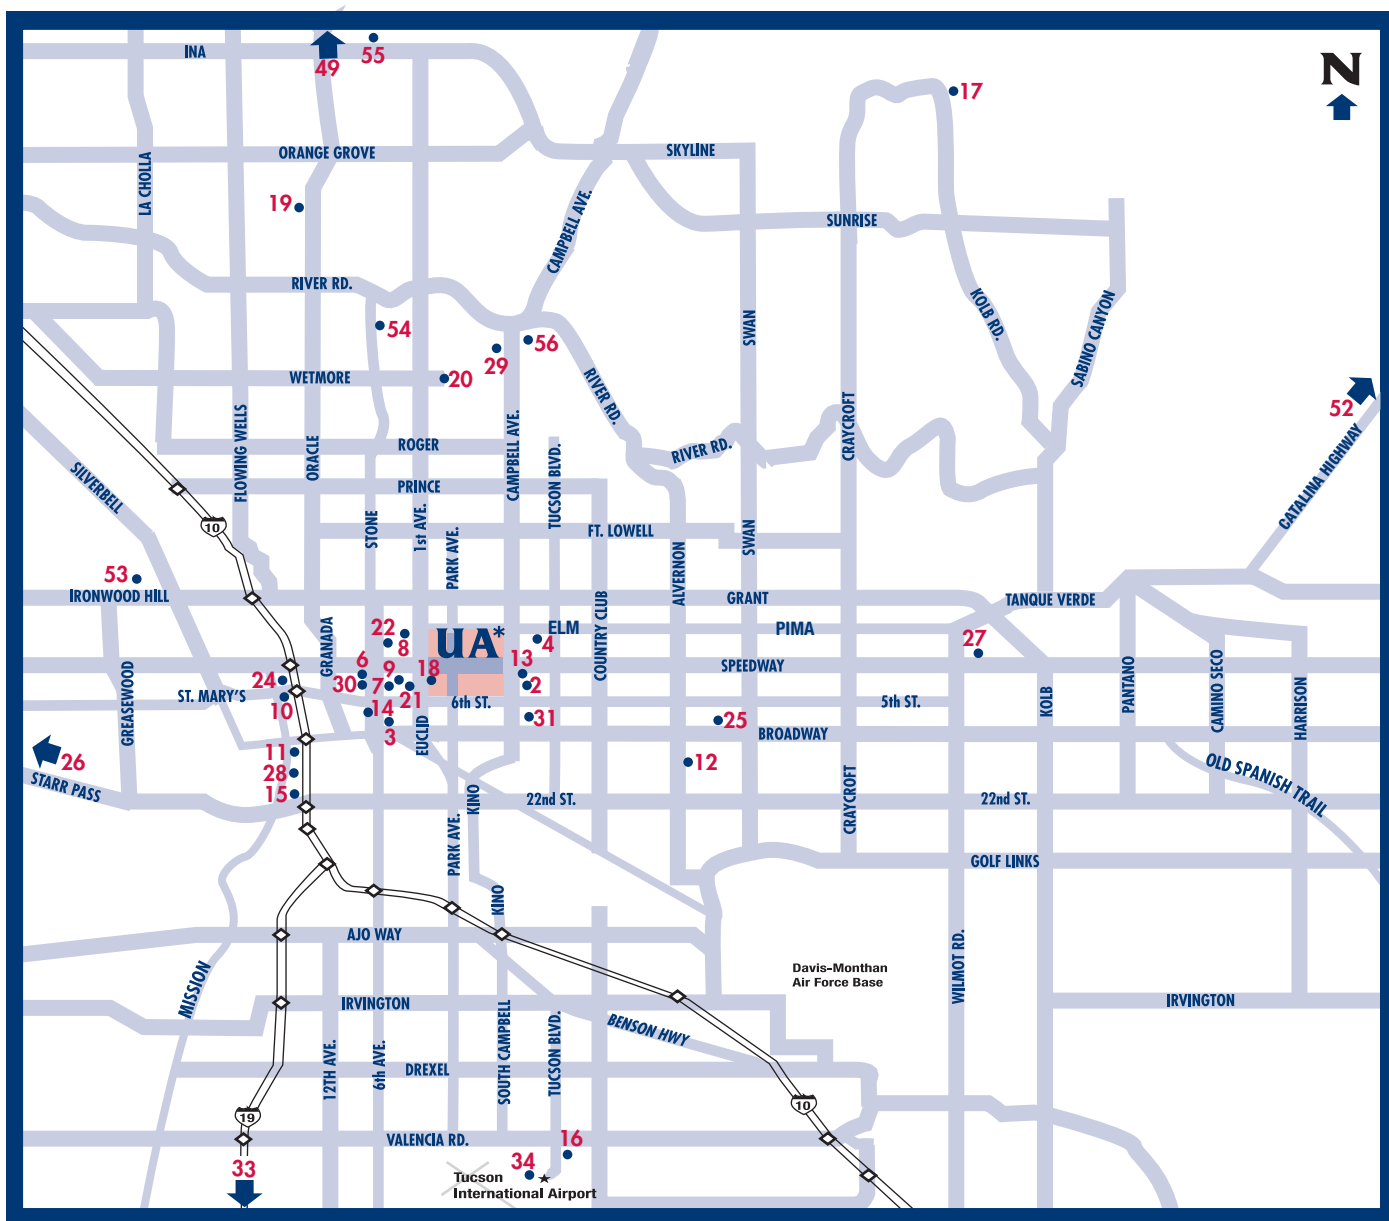 INA
49
55
N
17
ORANGE GROVE
SKYLINE
LA CHOLLA
19
CAMPBELL AVE.
SUNRISE
RIVER RD.
KOLB RD.
SABINO CANYON
54
SWAN
56
29
WETMORE
20
RIVER RD.
52
FLOWING WELLS
ORACLE
ROGER
CAMPBELL AVE.
TUCSON BLVD.
RIVER RD.
CRAYCROFT
CATALINA HIGHWAY
SILVERBELL
PRINCE
10
STONE
1st AVE.
PARK AVE.
FT. LOWELL
SWAN
ALVERNON
53
IRONWOOD HILL
GRANT
TANQUE VERDE
COUNTRY CLUB
GRANADA
22
8
UA*
ELM
4
PIMA
27
GREASEWOOD
6
9
18
13
SPEEDWAY
PANTANO
CAMINO SECO
HARRISON
24
30
7
21
2
ST. MARY'S
10
6th ST.
5th ST.
KOLB
14
3
EUCLID
31
25
BROADWAY
26
11
12
STARR PASS
28
15
KINO
22nd ST.
CRAYCROFT
22nd ST.
OLD SPANISH TRAIL
PARK AVE.
GOLF LINKS
KINO
AJO WAY
WILMOT RD.
MISSION
Davis-Monthan
Air Force Base
IRVINGTON
SOUTH CAMPBELL
TUCSON BLVD.
BENSON HWY
IRVINGTON
12TH AVE.
6th AVE.
DREXEL
19
10
VALENCIA RD.
16
33
34
Tucson
International Airport